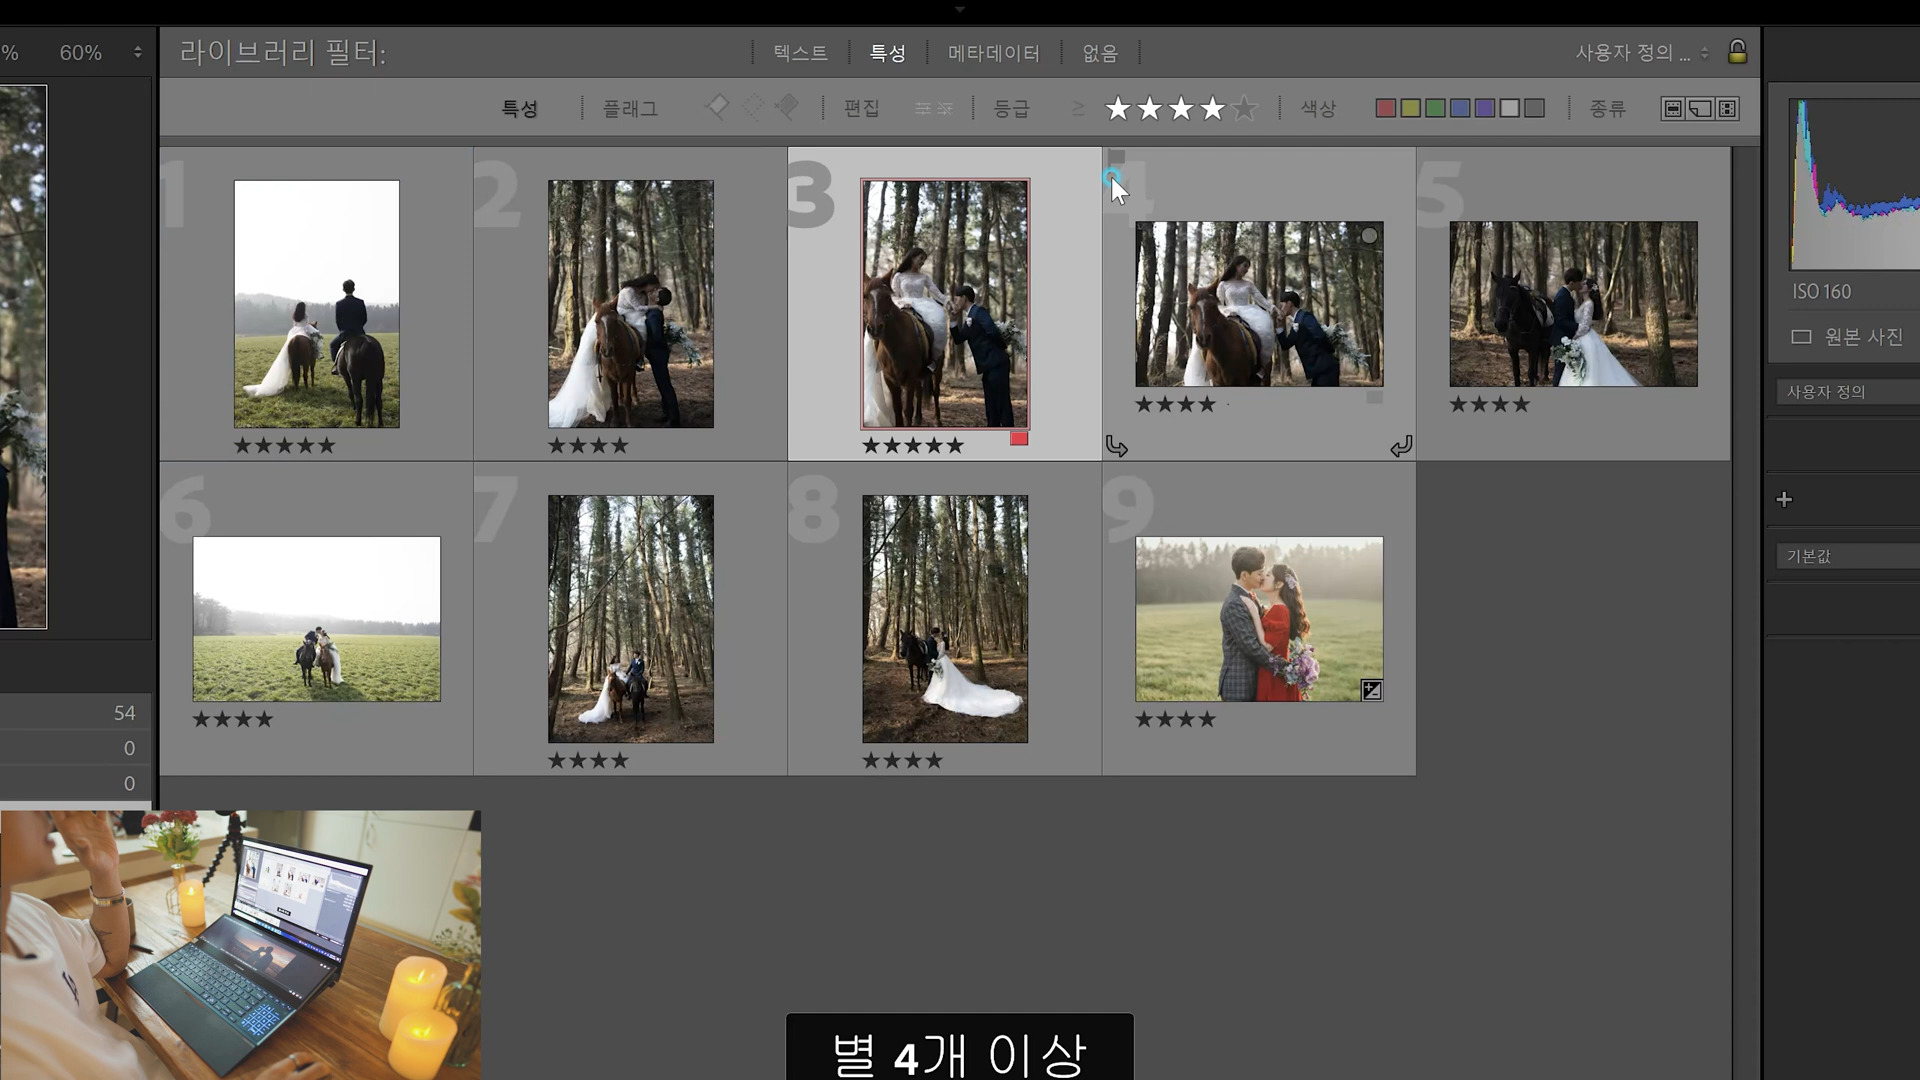 %
60%
라이브러리 필터:
텍스트
특성
메타데이터
없음
사용자 정의 ...
특성
플래그
편집
등급
≥
색상
종류
1
2
3
4
5
ISO 160
원본 사진
사용자 정의
6
7
8
9
기본값
54
0
0
별 4개 이상